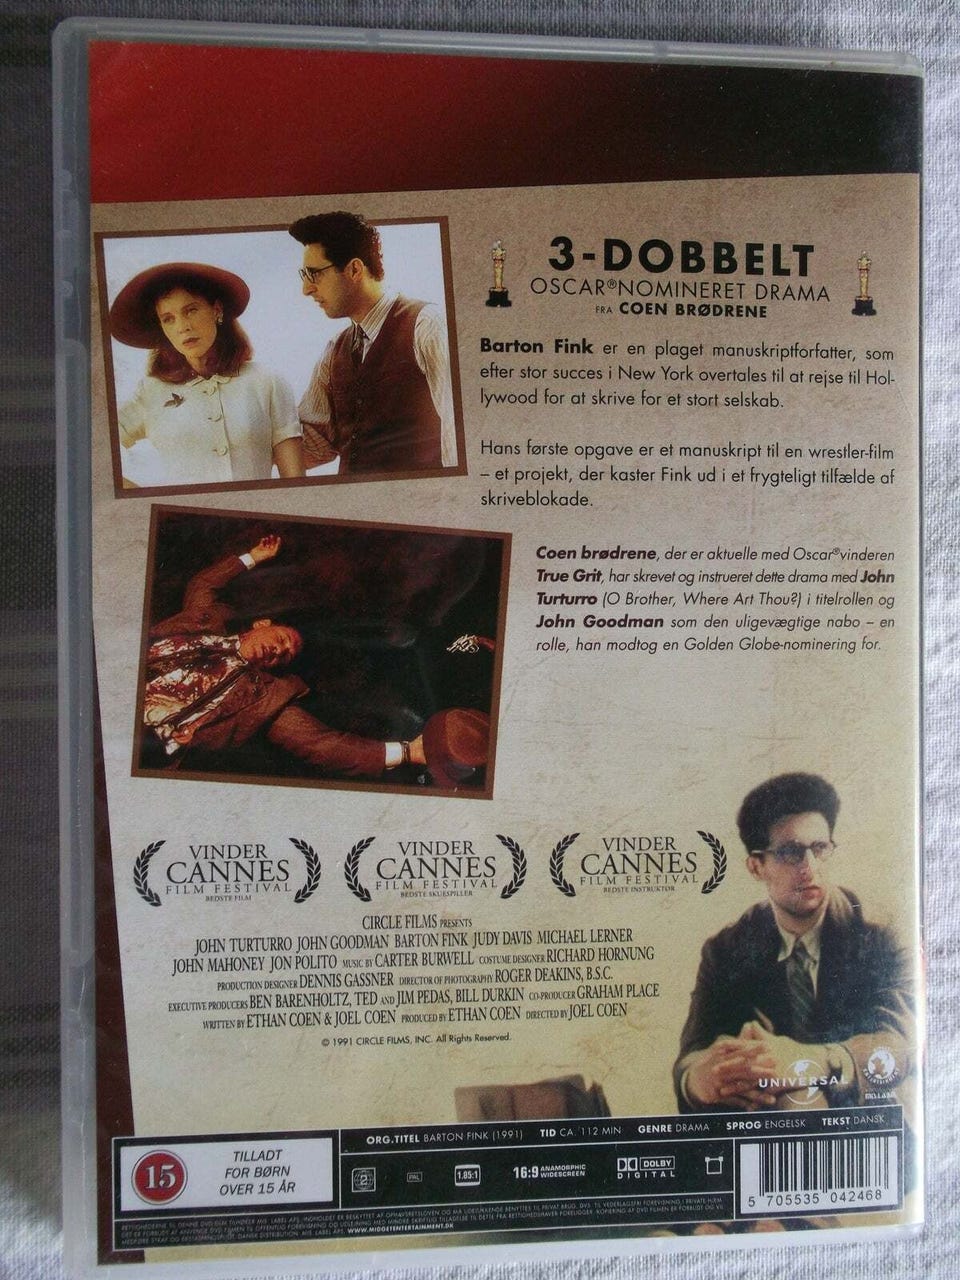 3-DOBBELT
OSCAR®NOMINERET DRAMA
FRA COEN BRØDRENE
Barton Fink er en plaget manuskriptforfatter, som
efter stor succes i New York overtales til at rejse til Hol-
lywood for at skrive for et stort selskab.
Hans første opgave er et manuskript til en wrestler-film
– et projekt, der kaster Fink ud i et frygteligt tilfælde af
skriveblokade.
Coen brødrene, der er aktuelle med Oscar®vinderen
True Grit, har skrevet og instrueret dette drama med John
Turturro (O Brother, Where Art Thou?) i titelrollen og
John Goodman som den uligevægtige nabo – en
rolle, han modtog en Golden Globe-nominering for.
VINDER
CANNES
FILM FESTIVAL
BEDSTE FILM
VINDER
CANNES
FILM FESTIVAL
BEDSTE SKUESPILLER
VINDER
CANNES
FILM FESTIVAL
BEDSTE INSTRUKTØR
CIRCLE FILMS PRESENTS
JOHN TURTURRO JOHN GOODMAN BARTON FINK JUDY DAVIS MICHAEL LERNER
JOHN MAHONEY JON POLITO MUSIC BY CARTER BURWELL COSTUME DESIGNER RICHARD HORNUNG
PRODUCTION DESIGNER DENNIS GASSNER DIRECTOR OF PHOTOGRAPHY ROGER DEAKINS, B.S.C.
EXECUTIVE PRODUCERS BEN BARENHOLTZ, TED AND JIM PEDAS, BILL DURKIN CO-PRODUCER GRAHAM PLACE
WRITTEN BY ETHAN COEN & JOEL COEN PRODUCED BY ETHAN COEN DIRECTED BY JOEL COEN
© 1991 CIRCLE FILMS, INC. All Rights Reserved.
UNIVERSAL
ENTERTAINMENT
MIS. LABEL
ORG.TITEL BARTON FINK (1991) TID CA. 112 MIN GENRE DRAMA SPROG ENGELSK TEKST DANSK
15
TILLADT
FOR BØRN
OVER 15 ÅR
2
PAL
1.85:1
16:9 ANAMORPHIC
WIDESCREEN
DOLBY
DIGITAL
5 705535 042468
WWW.MIDGETENTERTAINMENT.DK